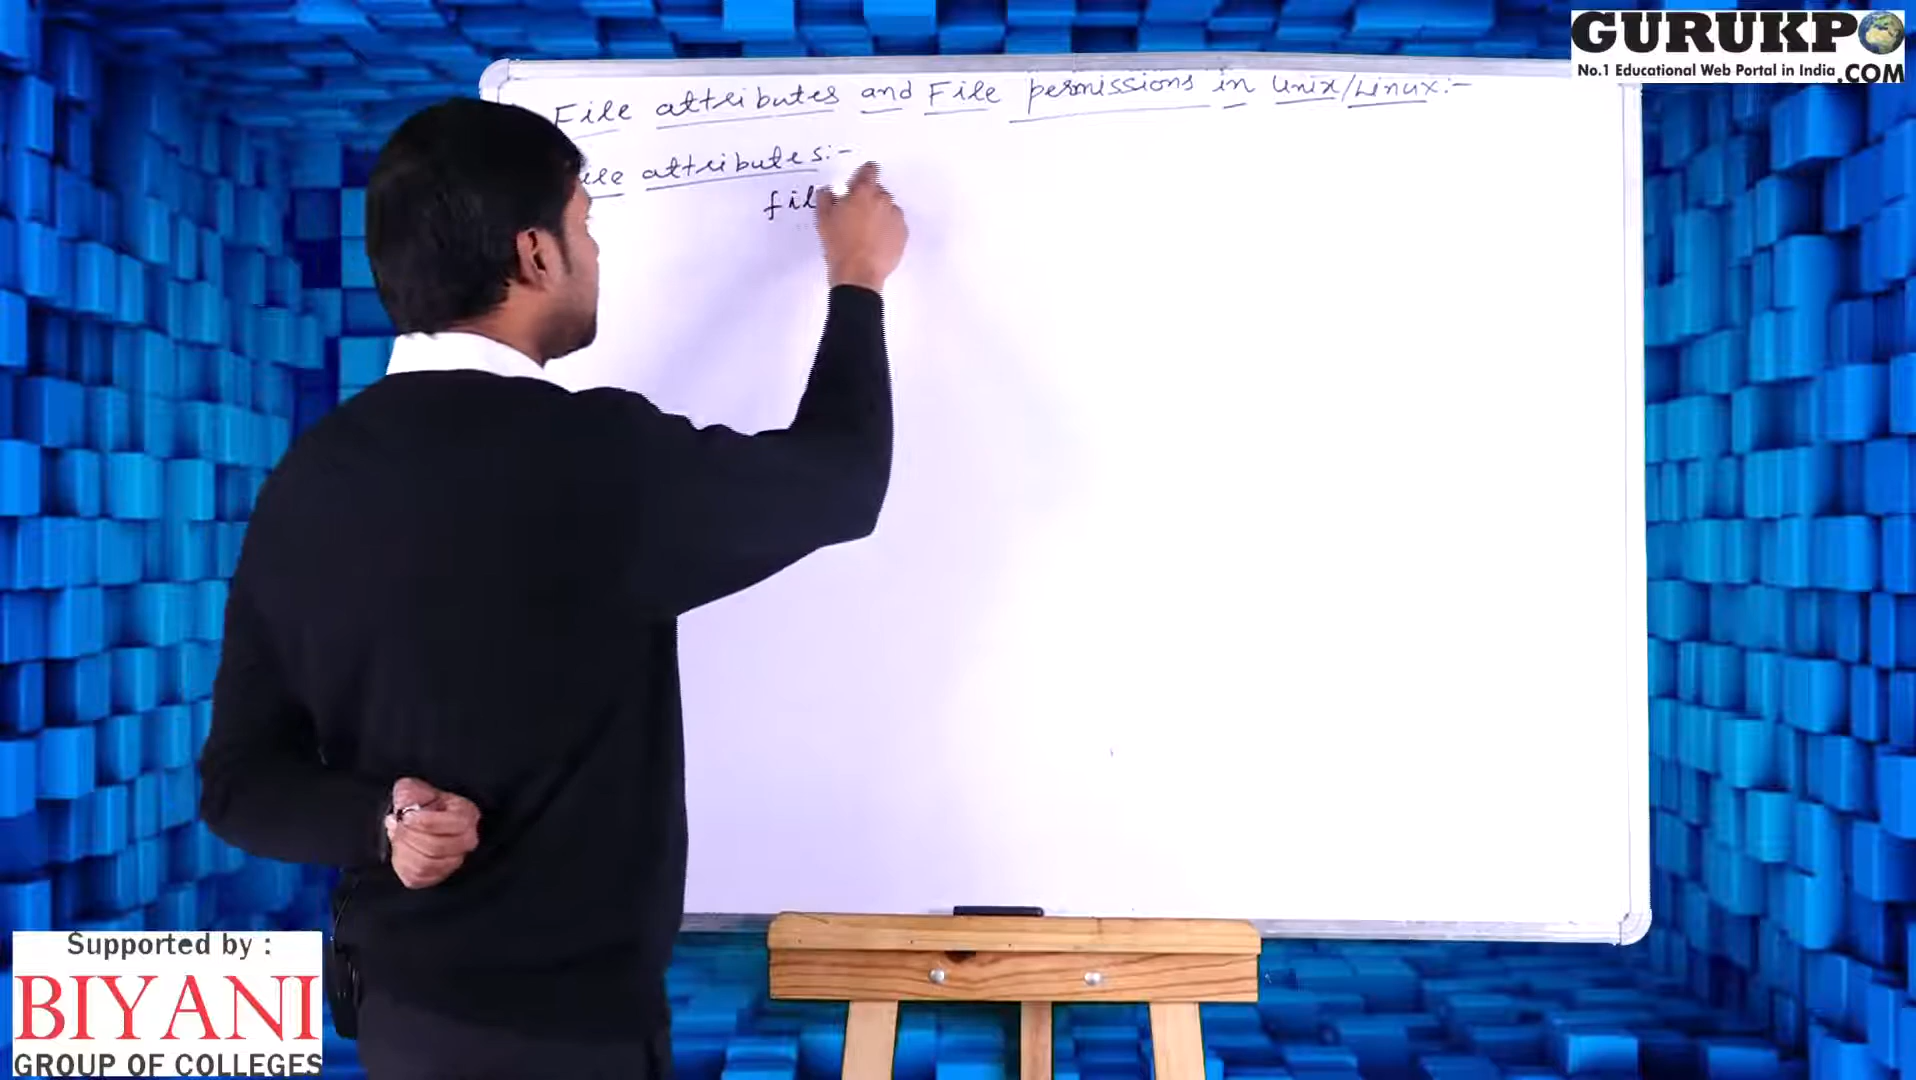 GURUKPO
No.1 Educational Web Portal in India .COM
File attributes and File permissions in Unix/Linux:-
ile attributes:-
fil
Supported by :
BIYANI
GROUP OF COLLEGES